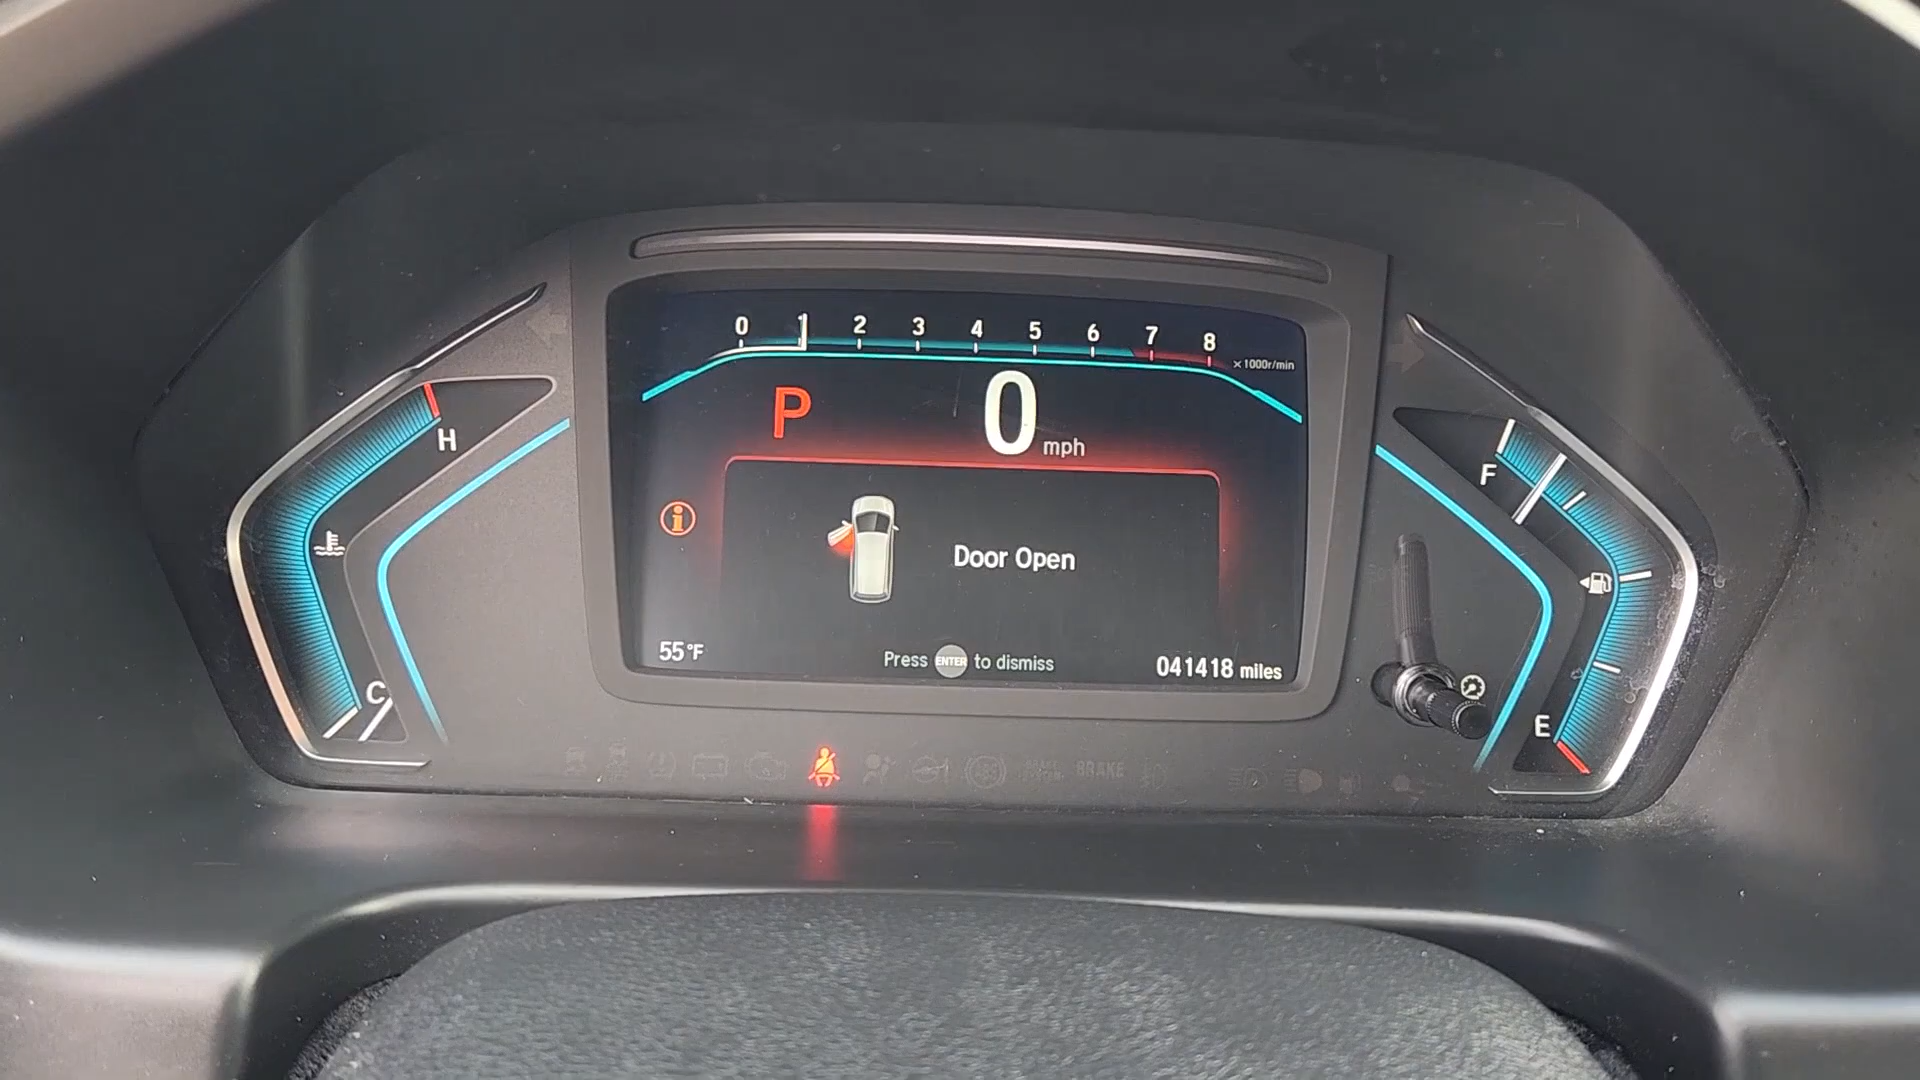 0 1 2 3 4 5 6 7 8
×1000r/min
P 0 mph
H
F
Door Open
55°F
Press ENTER to dismiss
041418 miles
C
E
ABS
BRAKE